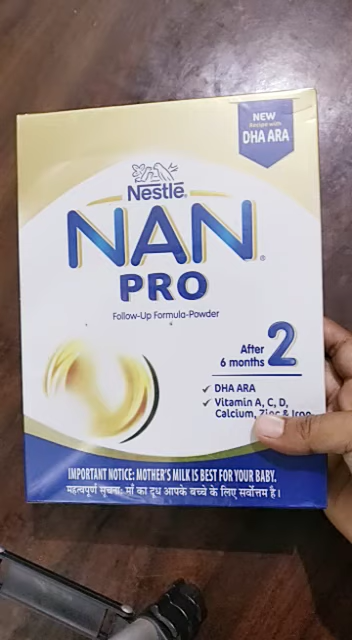 NEW
Recipe with
DHA ARA
Nestlé
NAN
PRO
Follow-Up Formula-Powder
After
6 months
2
✓ DHA ARA
✓ Vitamin A, C, D,
Calcium, Zinc & Iron
IMPORTANT NOTICE: MOTHER'S MILK IS BEST FOR YOUR BABY.
महत्वपूर्ण सूचना: माँ का दूध आपके बच्चे के लिए सर्वोत्तम है।